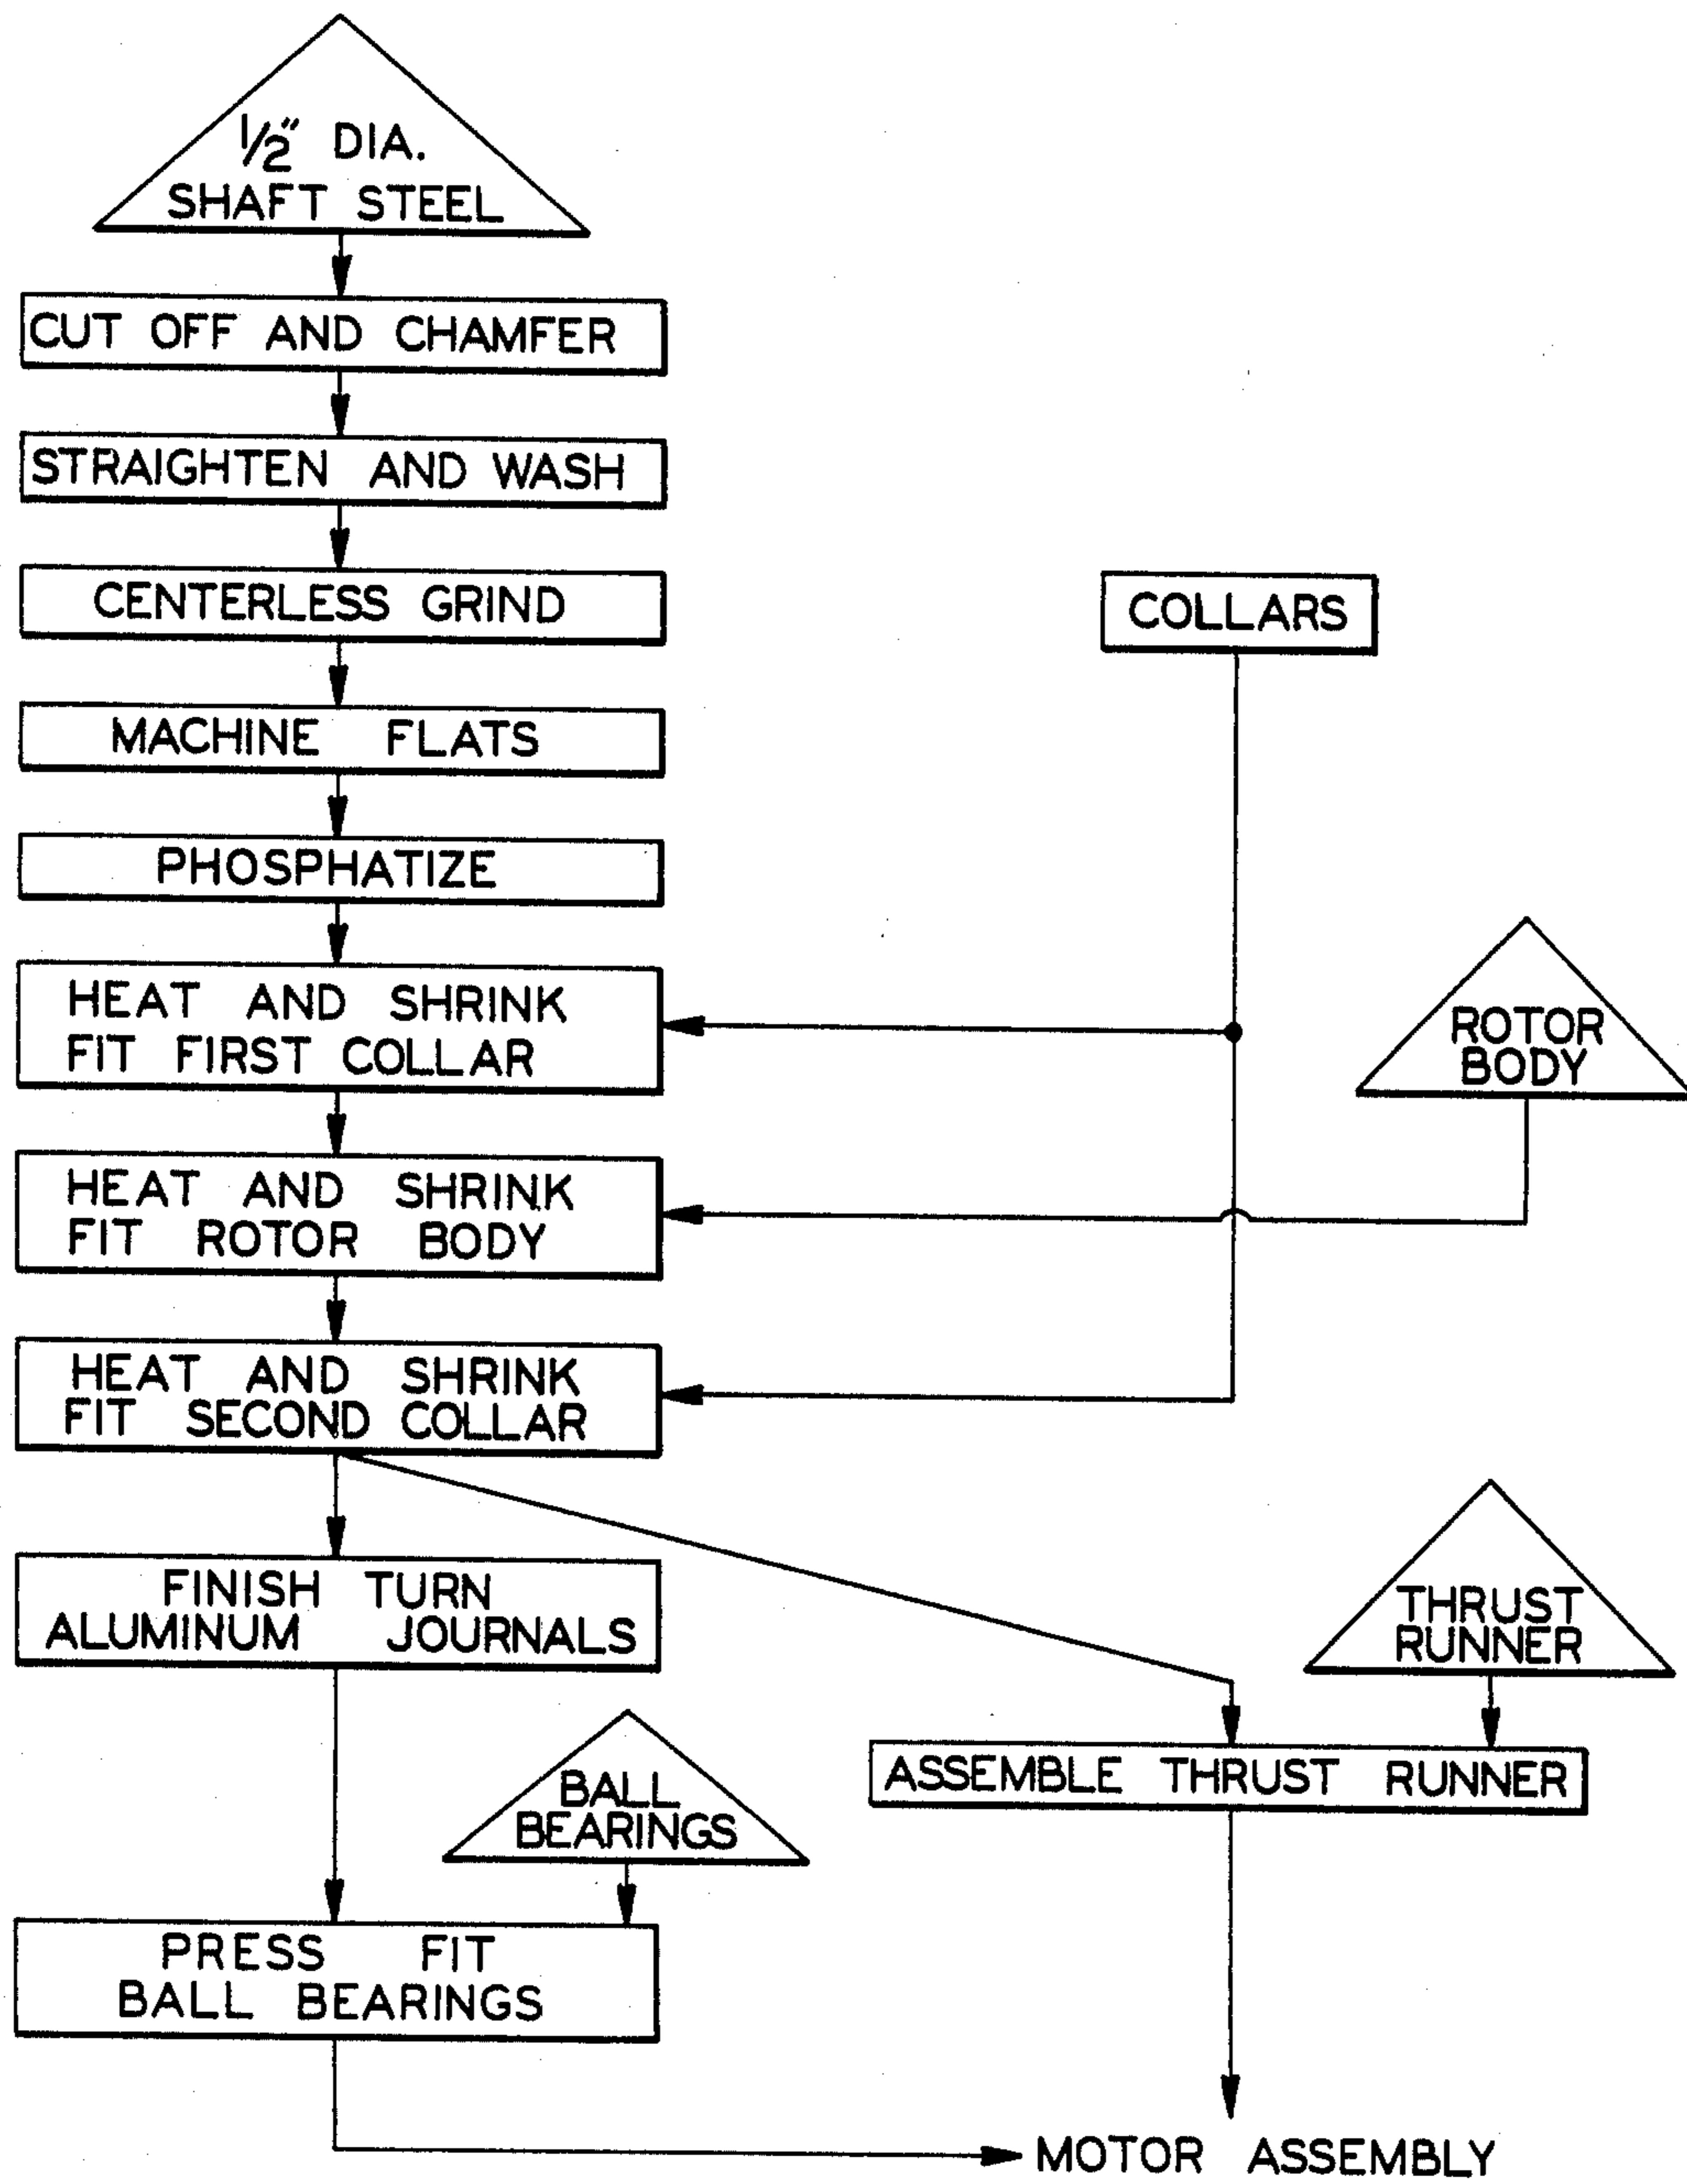 1/2" DIA.
SHAFT STEEL
CUT OFF AND CHAMFER
STRAIGHTEN AND WASH
CENTERLESS GRIND
COLLARS
MACHINE FLATS
PHOSPHATIZE
HEAT AND SHRINK
FIT FIRST COLLAR
ROTOR
BODY
HEAT AND SHRINK
FIT ROTOR BODY
HEAT AND SHRINK
FIT SECOND COLLAR
FINISH TURN
ALUMINUM JOURNALS
THRUST
RUNNER
BALL
BEARINGS
ASSEMBLE THRUST RUNNER
PRESS FIT
BALL BEARINGS
MOTOR ASSEMBLY